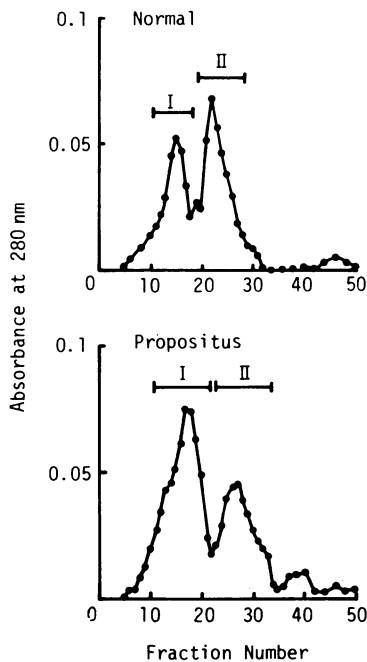 Normal
0.1
I
II
0.05
0 10 20 30 40 50
Propositus
0.1
I
II
0.05
0 10 20 30 40 50
Absorbance at 280 nm
Fraction Number